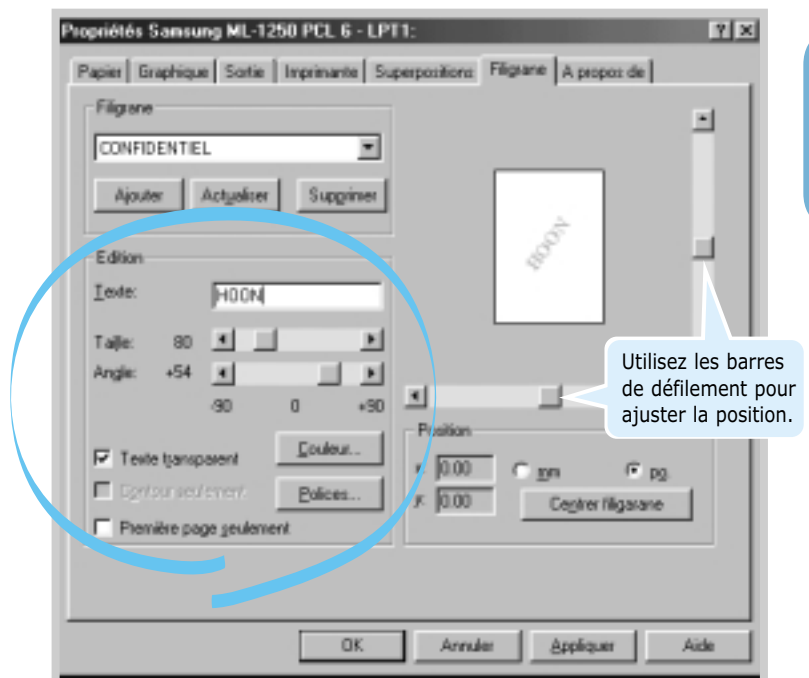 Propriétés Samsung ML-1250 PCL 6 - LPT1:
Papier Graphique Sortie Imprimante Superpositions Filigrane A propos de
Filigrane
CONFIDENTIEL
Ajouter Actualiser Supprimer
HOON
Edition
Texte: HOON
Taille: 80
Angle: +54
-90 0 +90
Texte transparent
Couleur...
Contour seulement
Polices...
Première page seulement
Utilisez les barres
de défilement pour
ajuster la position.
Position
x: 0.00 mm pg.
y: 0.00 Centrer filigarane
OK Annuler Appliquer Aide